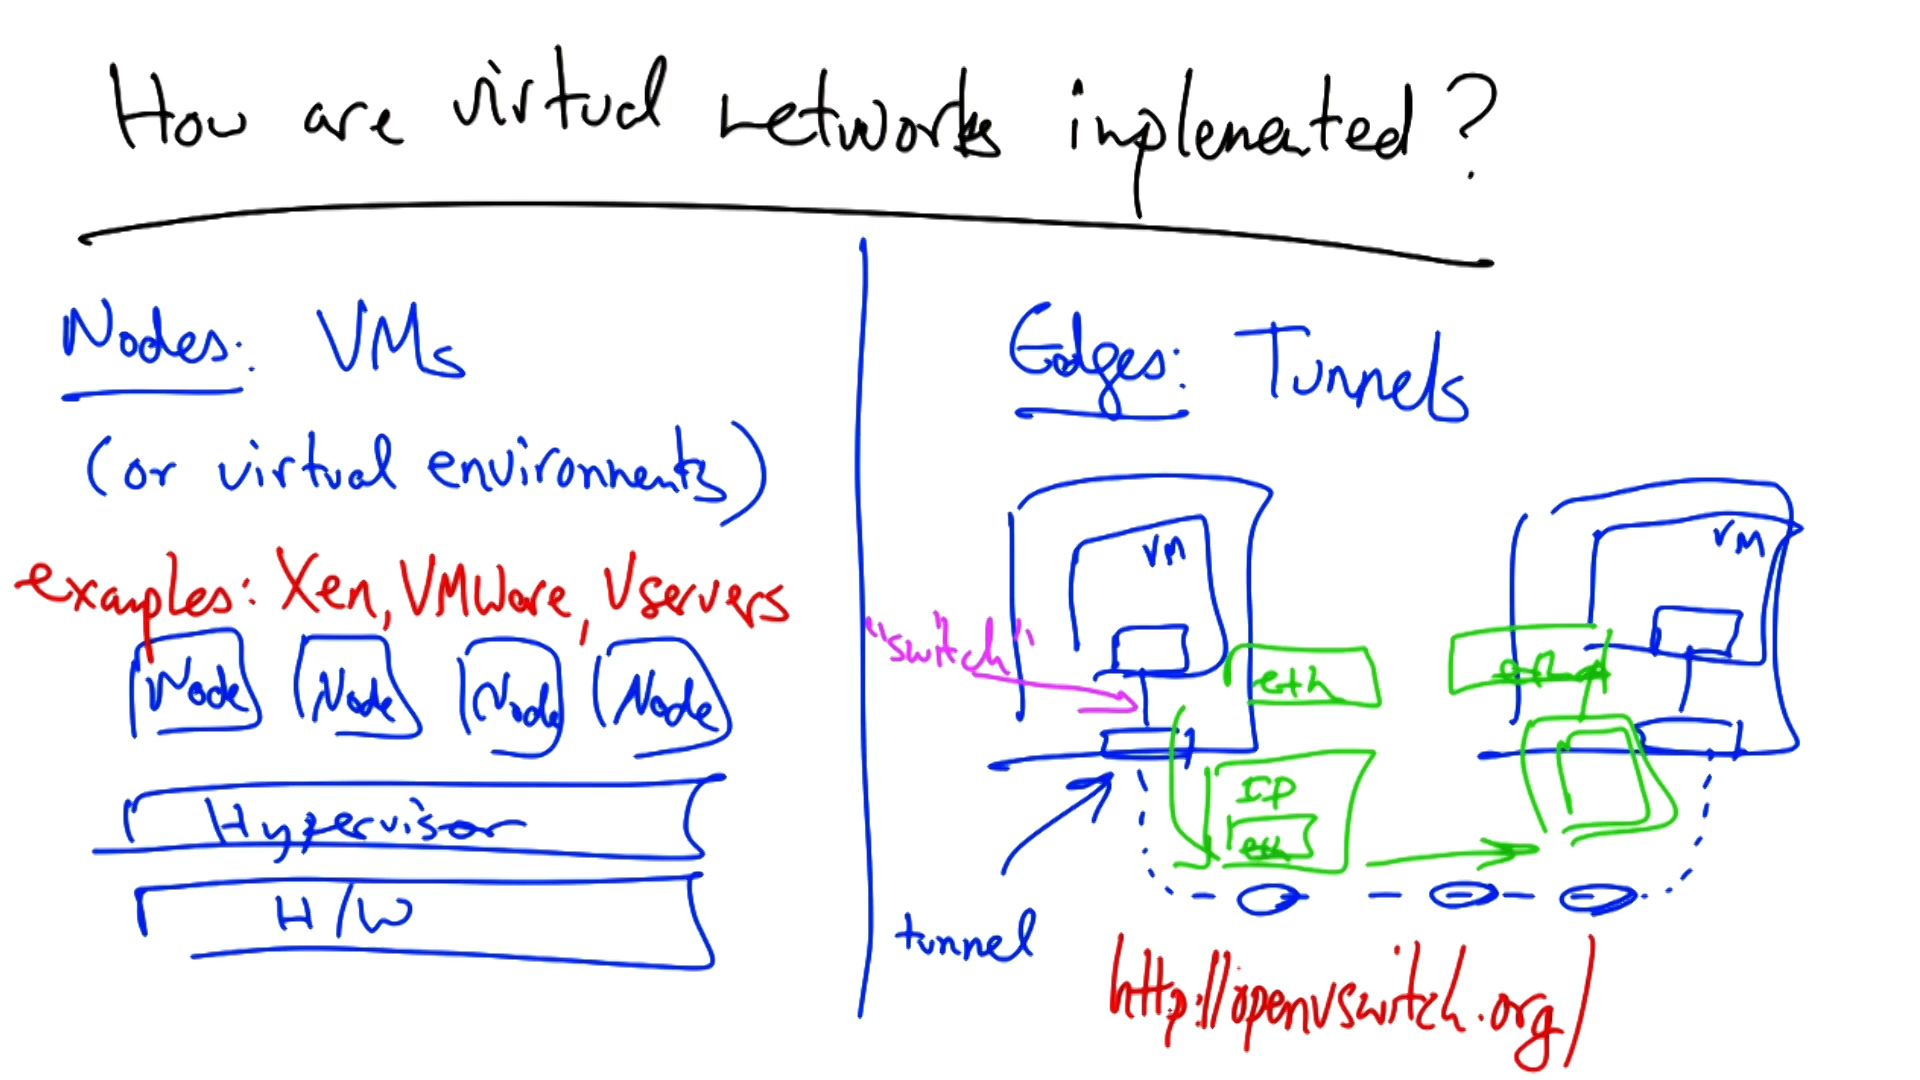 How are virtual networks implemented?
Nodes: VMs
(or virtual environments)
examples: Xen, VMWare, Vservers
Node Node Node Node
Hypervisor
H/W
Edges: Tunnels
VM
VM
"switch"
eth
eth
IP
eth
tunnel
http://openvswitch.org/